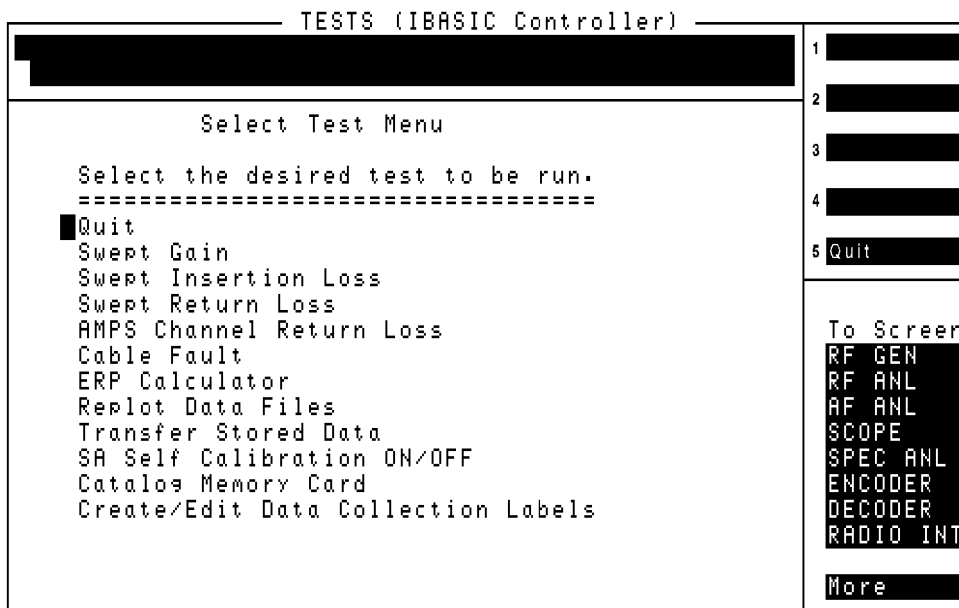 TESTS (IBASIC Controller)
Select Test Menu
Select the desired test to be run.
==================================
Quit
Swept Gain
Swept Insertion Loss
Swept Return Loss
AMPS Channel Return Loss
Cable Fault
ERP Calculator
Replot Data Files
Transfer Stored Data
SA Self Calibration ON/OFF
Catalog Memory Card
Create/Edit Data Collection Labels
1
2
3
4
5 Quit
To Screen
RF GEN
RF ANL
AF ANL
SCOPE
SPEC ANL
ENCODER
DECODER
RADIO INT
More